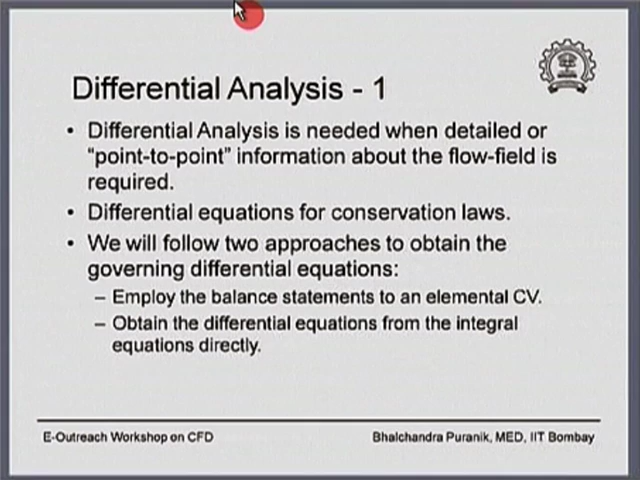 Differential Analysis - 1
• Differential Analysis is needed when detailed or
"point-to-point" information about the flow-field is
required.
• Differential equations for conservation laws.
• We will follow two approaches to obtain the
governing differential equations:
– Employ the balance statements to an elemental CV.
– Obtain the differential equations from the integral
equations directly.
E-Outreach Workshop on CFD
Bhalchandra Puranik, MED, IIT Bombay